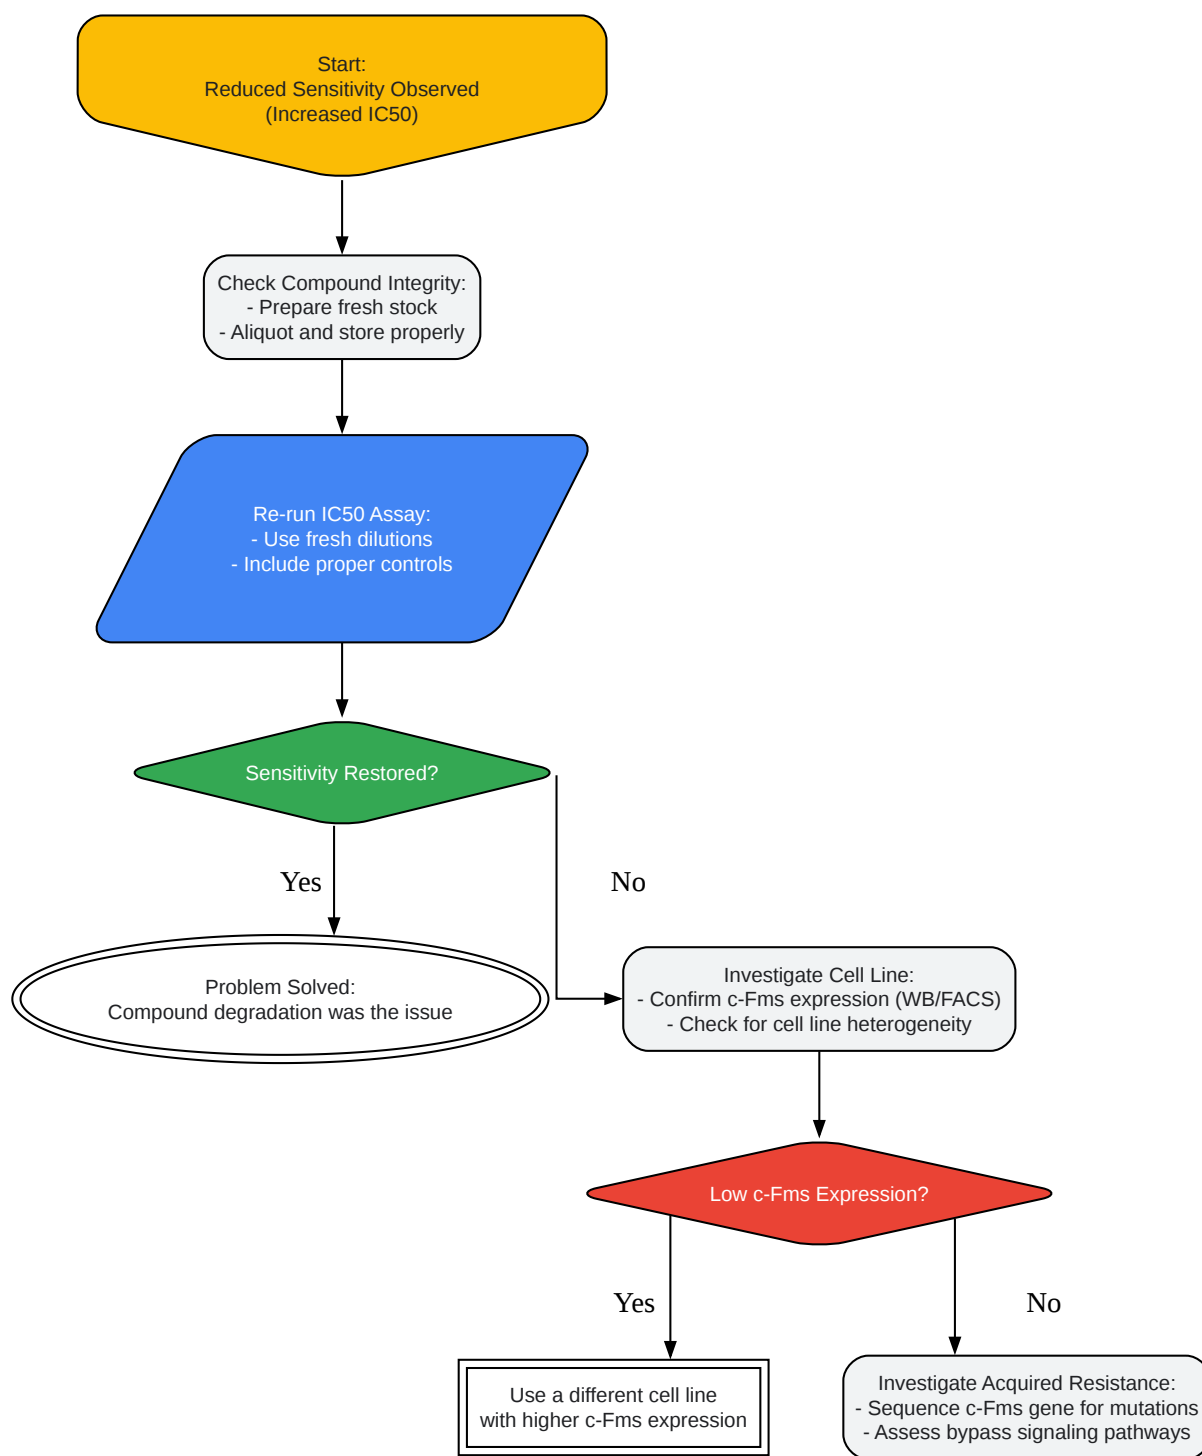 Start:
Reduced Sensitivity Observed
(Increased IC50)
Check Compound Integrity:
- Prepare fresh stock
- Aliquot and store properly
Re-run IC50 Assay:
- Use fresh dilutions
- Include proper controls
Sensitivity Restored?
Yes
No
Problem Solved:
Compound degradation was the issue
Investigate Cell Line:
- Confirm c-Fms expression (WB/FACS)
- Check for cell line heterogeneity
Low c-Fms Expression?
Yes
No
Use a different cell line
with higher c-Fms expression
Investigate Acquired Resistance:
- Sequence c-Fms gene for mutations
- Assess bypass signaling pathways